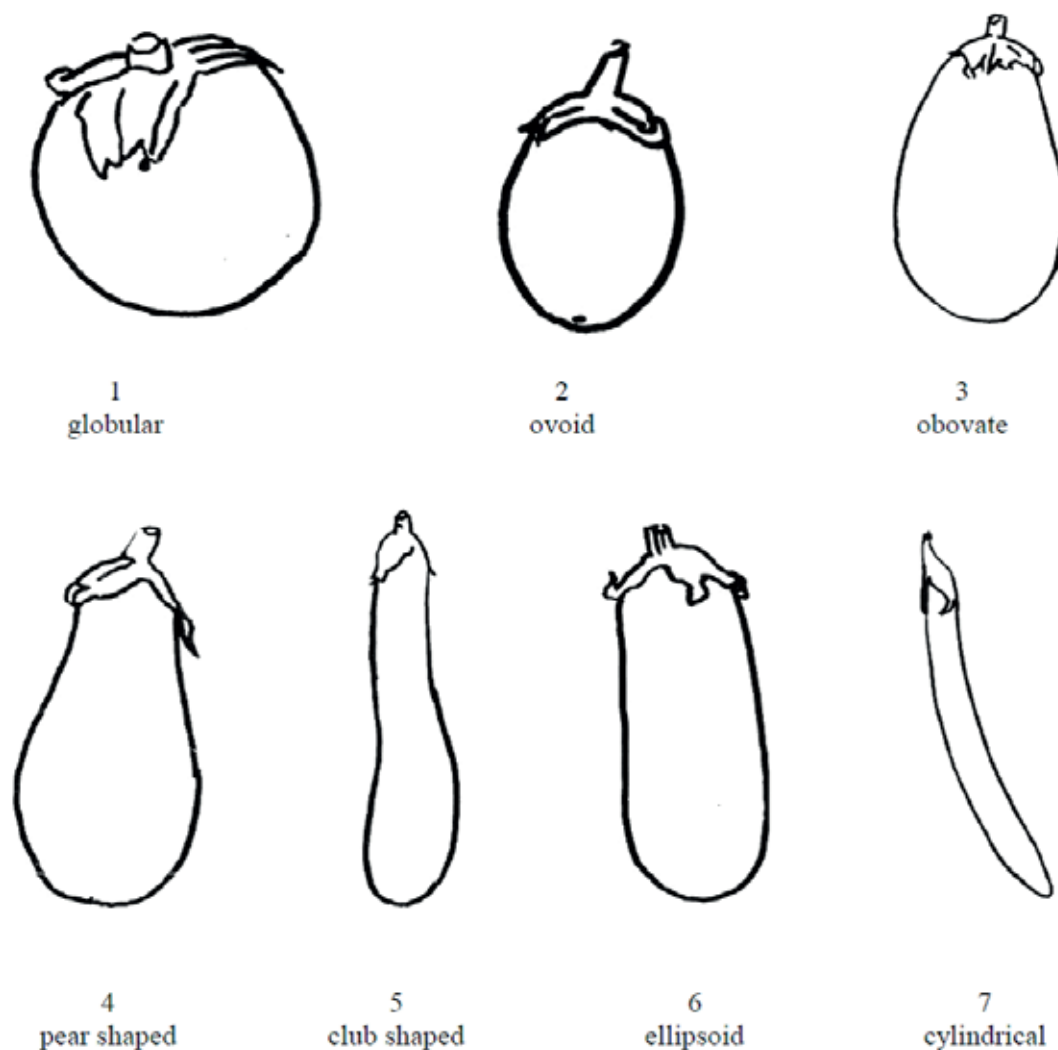 1
globular
2
ovoid
3
obovate
4
pear shaped
5
club shaped
6
ellipsoid
7
cylindrical